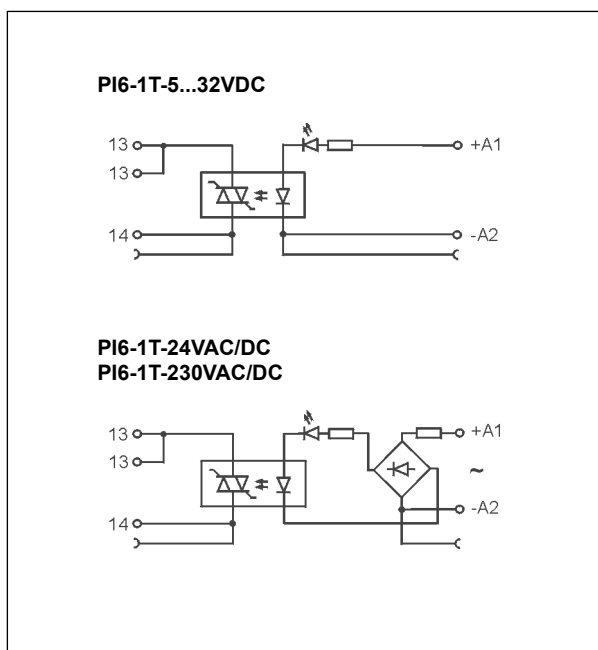 PI6-1T-5...32VDC
13 +A1
13
14 -A2
PI6-1T-24VAC/DC
PI6-1T-230VAC/DC
13 +A1
13 ~
14 -A2